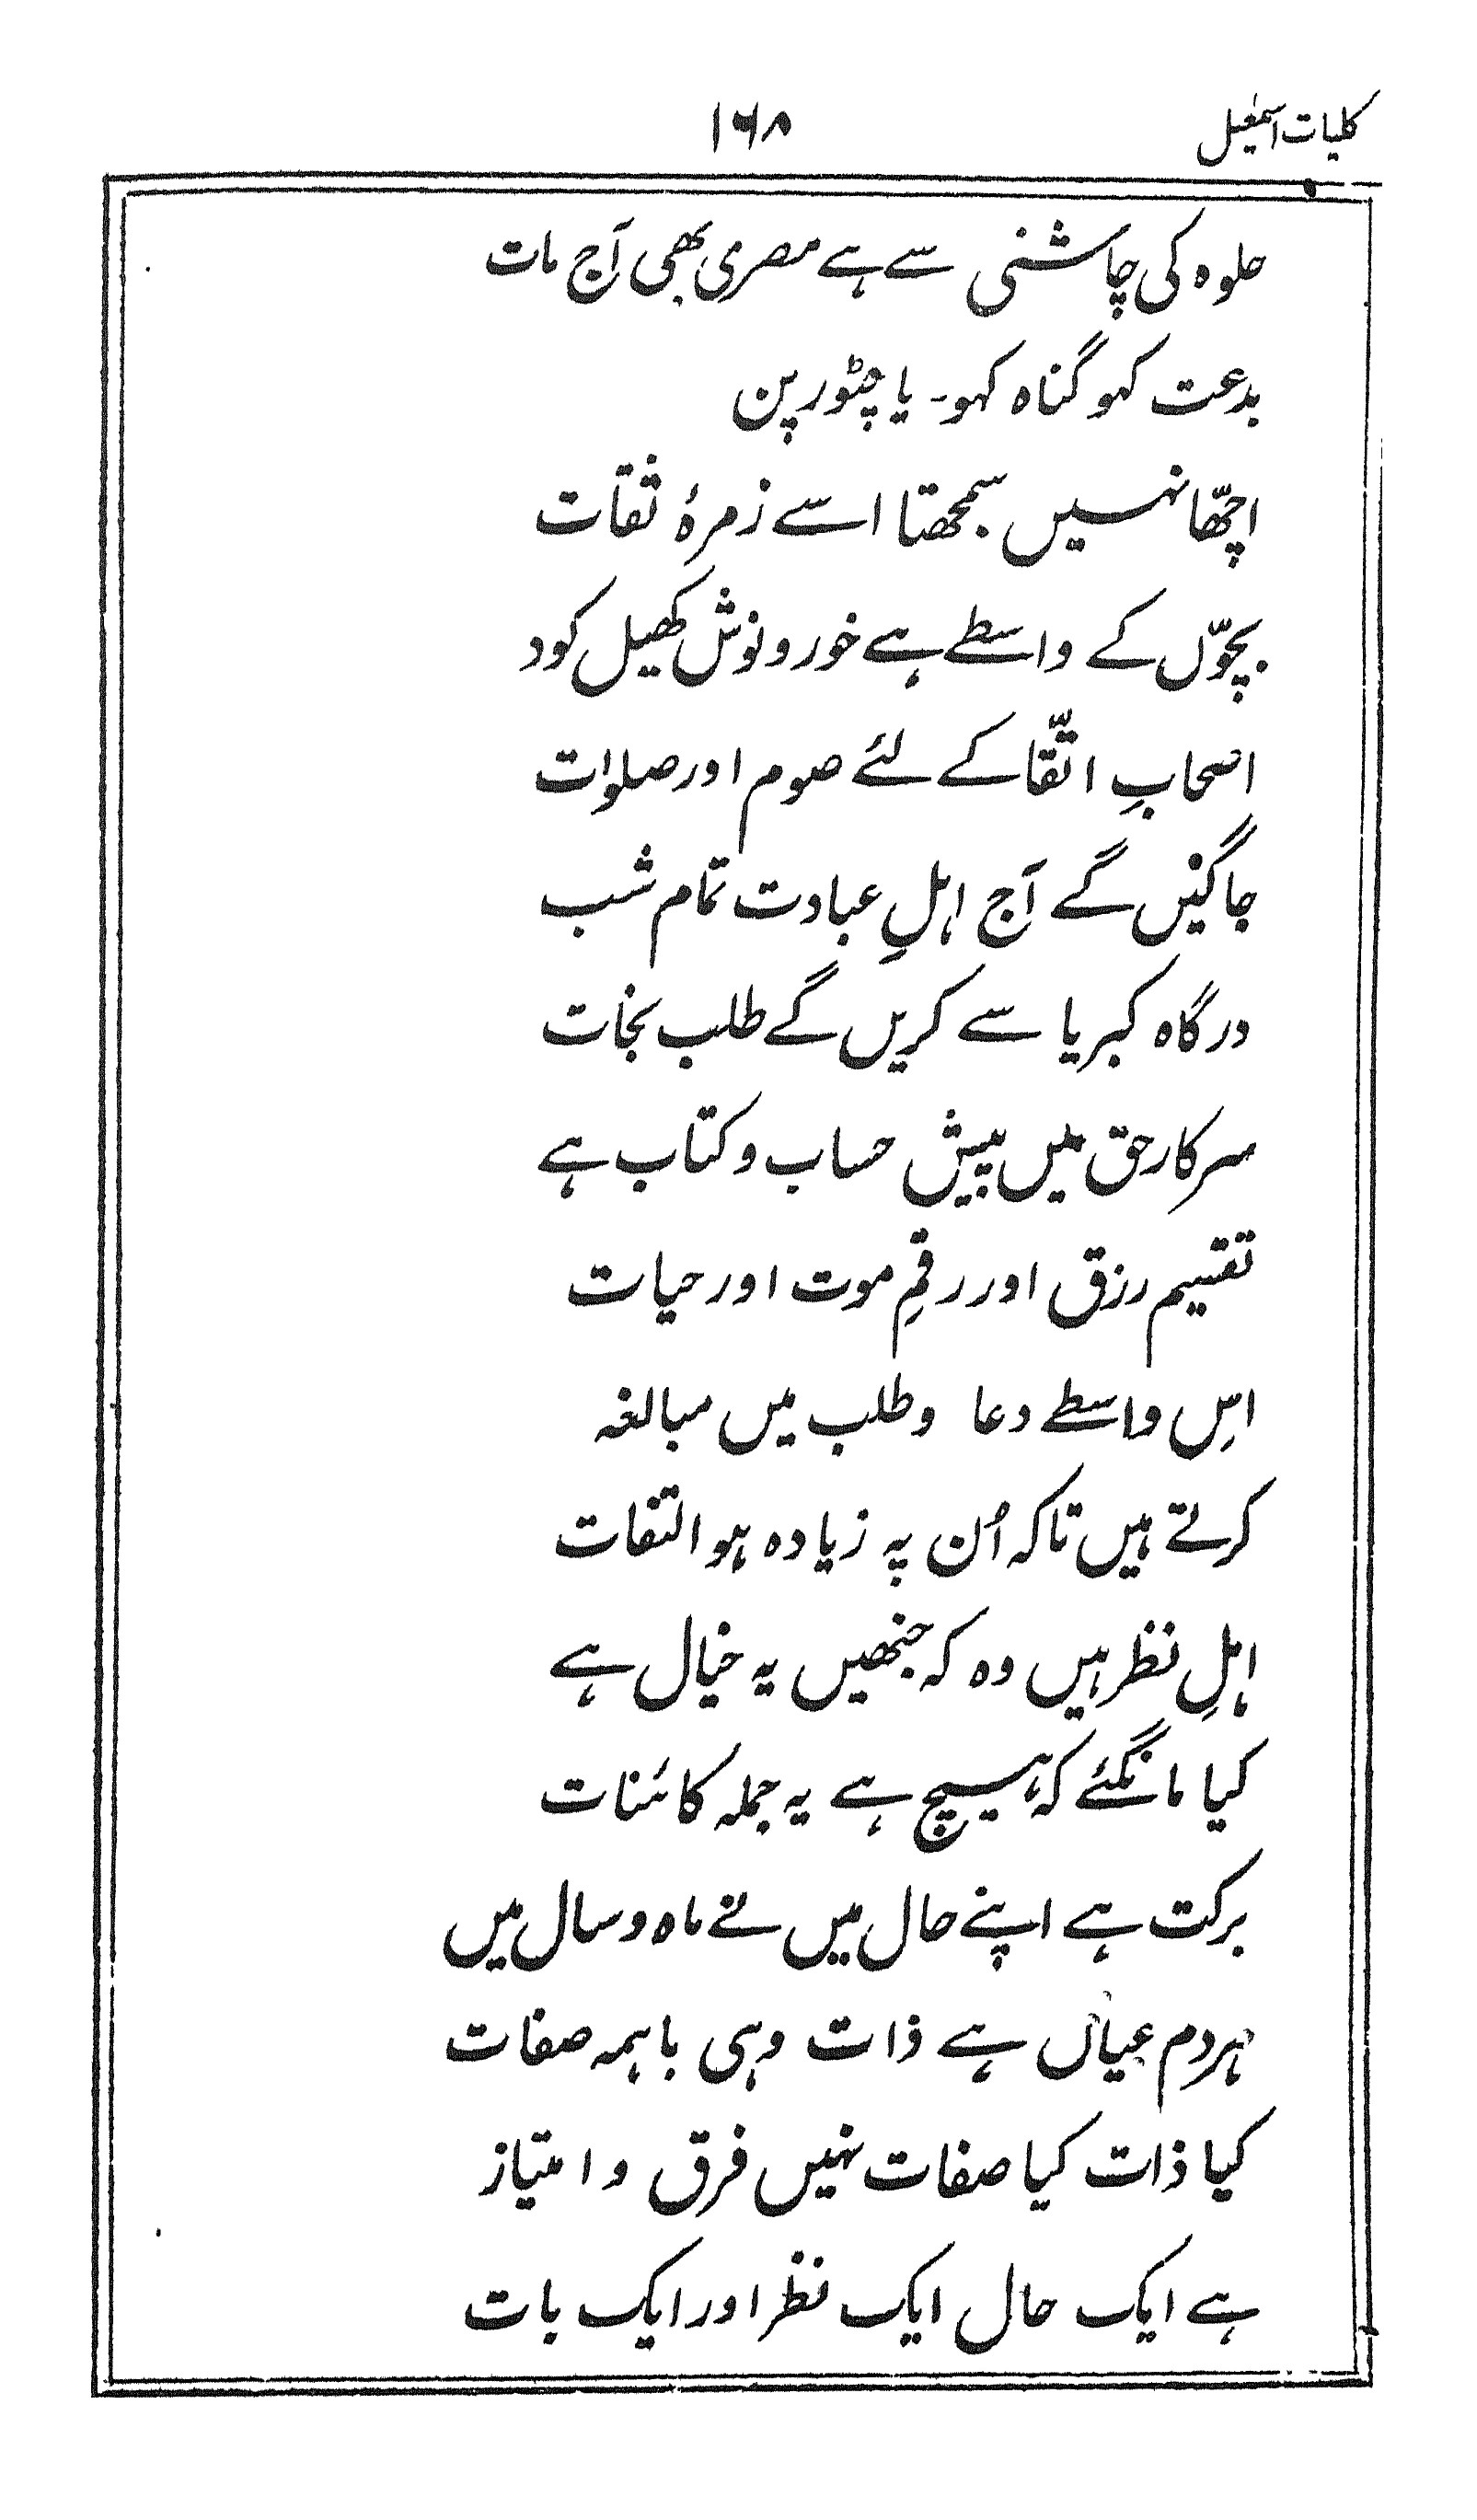 کلیات اسمٰعیل
۱۶۸
حلوہ کی چاشنی سے ہے مصری بھی آج مات
بدعت کہو گناہ کہو۔ یا چٹورپن
اچھّا نہیں سمجھتا اسے زمرۂ ثقات
بچّوں کے واسطے ہے خور و نوش کھیل کود
اصحابِ اتّقا کے لئے صوم اور صلوات
جاگیں گے آج اہلِ عبادت تمام شب
درگاہ کبریا سے کریں گے طلب نجات
سرکار حق میں پیش حساب و کتاب ہے
تقسیم رزق اور رقمِ موت اور حیات
اِس واسطے دعا و طلب میں مبالغہ
کرتے ہیں تاکہ اُن پہ زیادہ ہو التفات
اہلِ نظر ہیں وہ کہ جنھیں یہ خیال ہے
کیا مانگئے کہ ہیچ ہے یہ جملہ کائنات
برکت ہے اپنے حال میں نے ماہ و سال میں
ہردم عیاں ہے ذات وہی باہمہ صفات
کیا ذات کیا صفات نہیں فرق و امتیاز
ہے ایک حال ایک نظر اور ایک بات